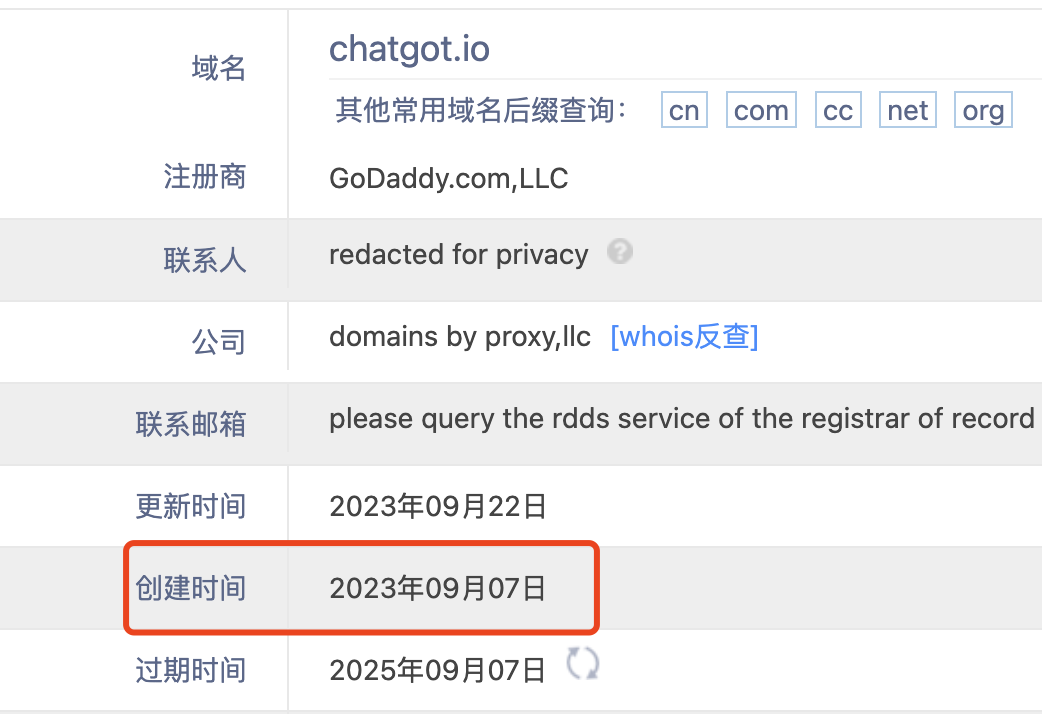 域名 chatgot.io
其他常用域名后缀查询： cn com cc net org
注册商 GoDaddy.com,LLC
联系人 redacted for privacy ?
公司 domains by proxy,llc [whois反查]
联系邮箱 please query the rdds service of the registrar of record
更新时间 2023年09月22日
创建时间 2023年09月07日
过期时间 2025年09月07日